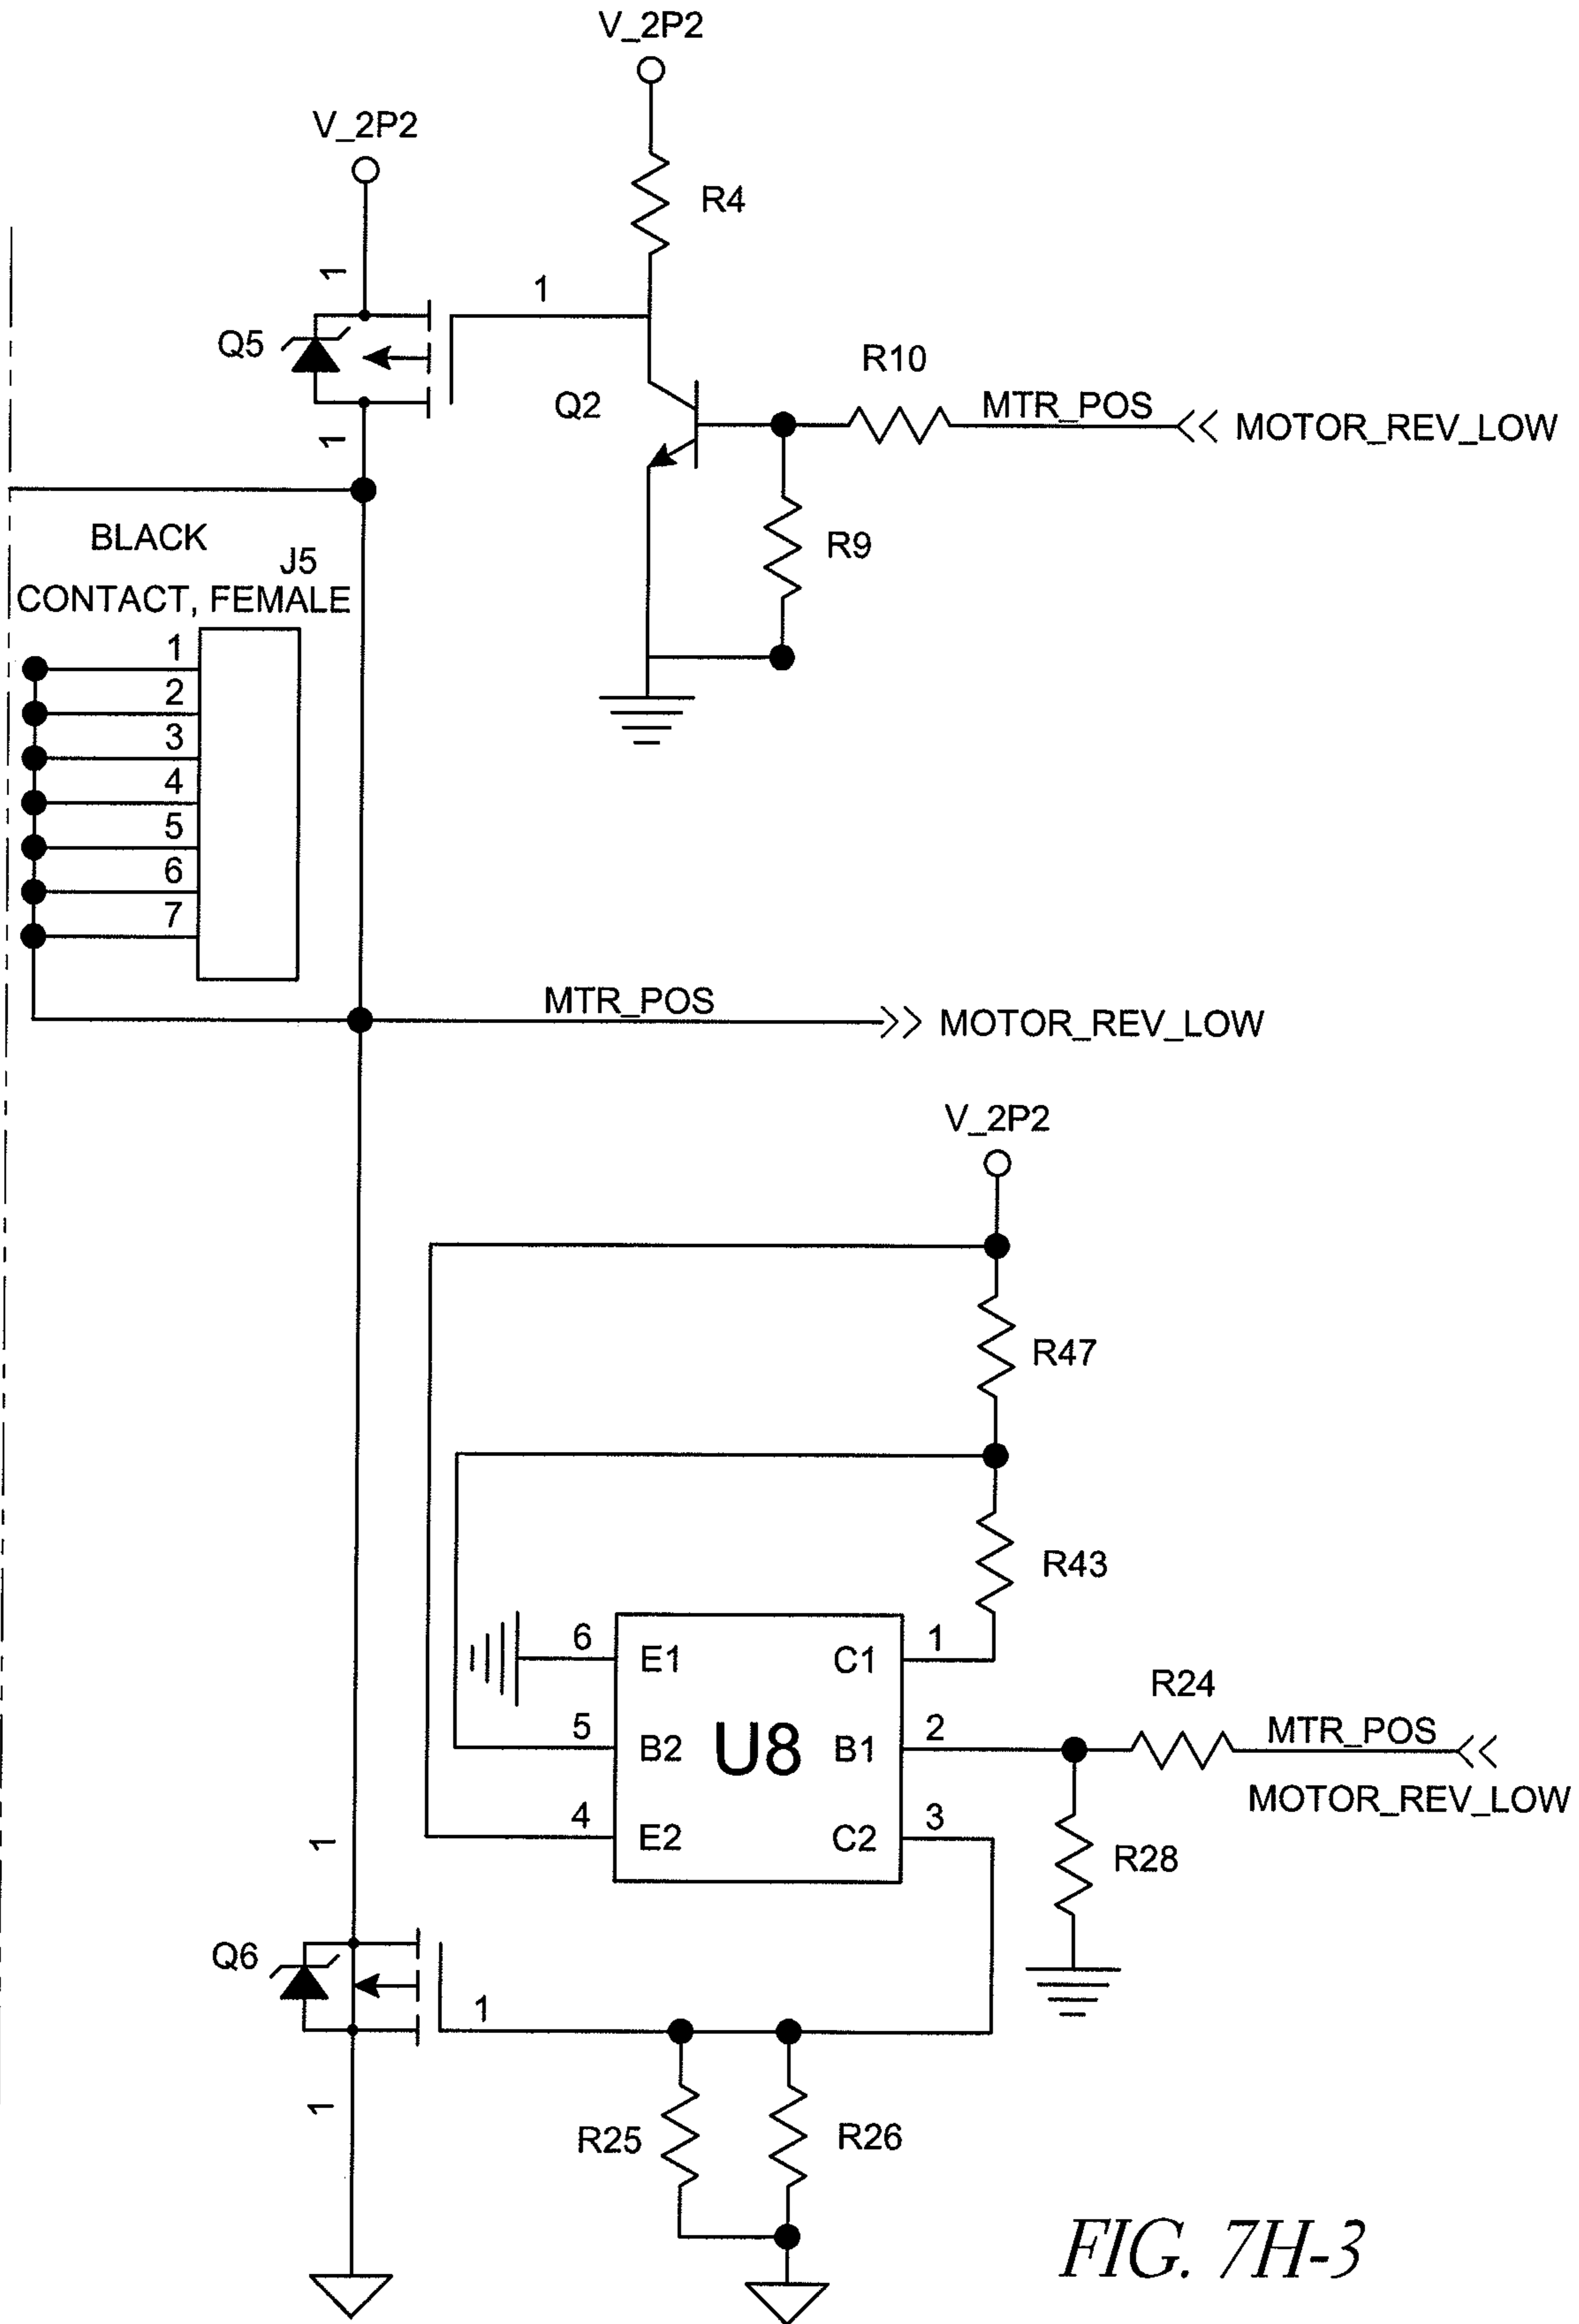 V_2P2
V_2P2
R4
1
1
Q5
R10
Q2
MTR_POS
MOTOR_REV_LOW
1
R9
BLACK
J5
CONTACT, FEMALE
1
2
3
4
5
6
7
MTR_POS
MOTOR_REV_LOW
V_2P2
R47
R43
6
E1
C1
1
R24
5
B2
U8
B1
2
MTR_POS
MOTOR_REV_LOW
4
E2
C2
3
1
R28
Q6
1
1
R25
R26
FIG. 7H-3